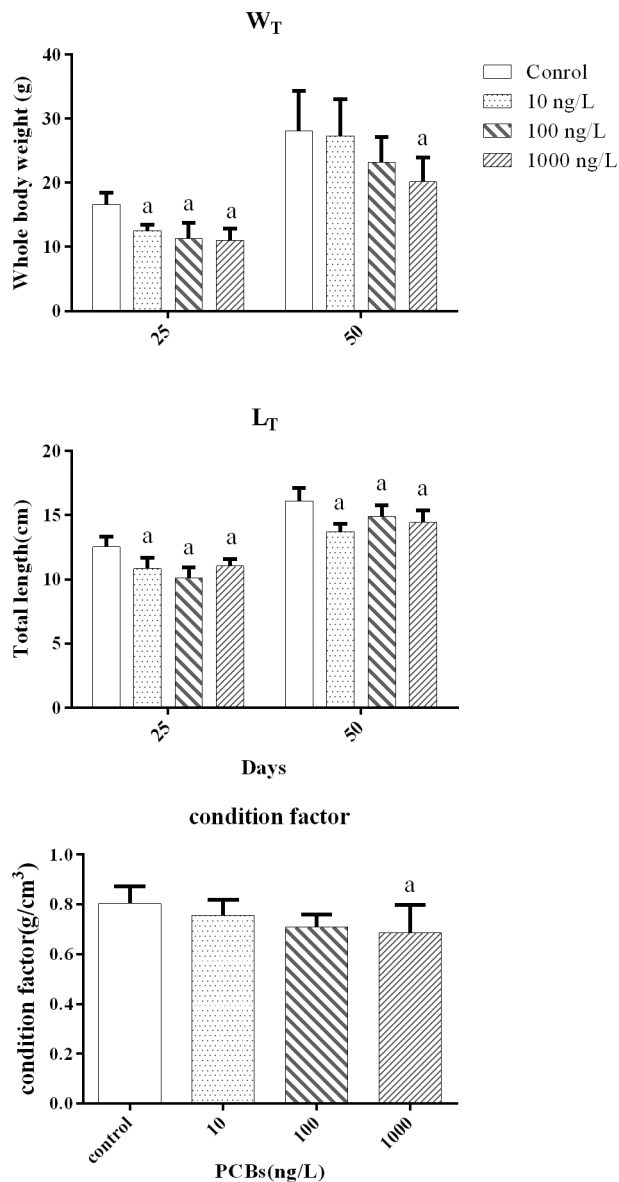 W_T
Whole body weight (g)
40
30
20
10
0
a a a
a
25 50
Conrol
10 ng/L
100 ng/L
1000 ng/L
L_T
Total length(cm)
20
15
10
5
0
a a a
a a a
25 50
Days
condition factor
condition factor(g/cm³)
1.0
0.8
0.6
0.4
0.2
0.0
a
control 10 100 1000
PCBs(ng/L)